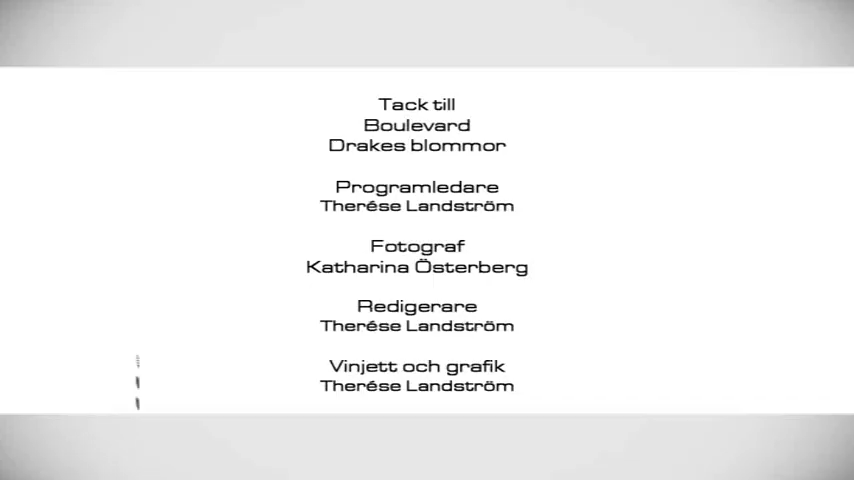 Tack till
Boulevard
Drakes blommor
Programledare
Therése Landström
Fotograf
Katharina Österberg
Redigerare
Therése Landström
Vinjett och grafik
Therése Landström